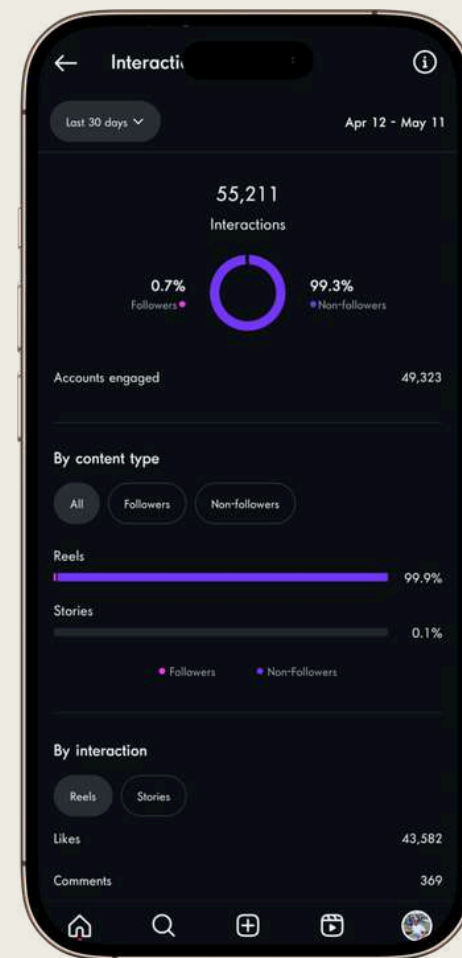 Last 30 days
Apr 12 - May 11
55,211
Interactions
0.7%
Followers
99.3%
Non-followers
Accounts engaged
49,323
By content type
All
Followers
Non-followers
Reels
99.9%
Stories
0.1%
Followers
Non-Followers
By interaction
Reels
Stories
Likes
43,582
Comments
369